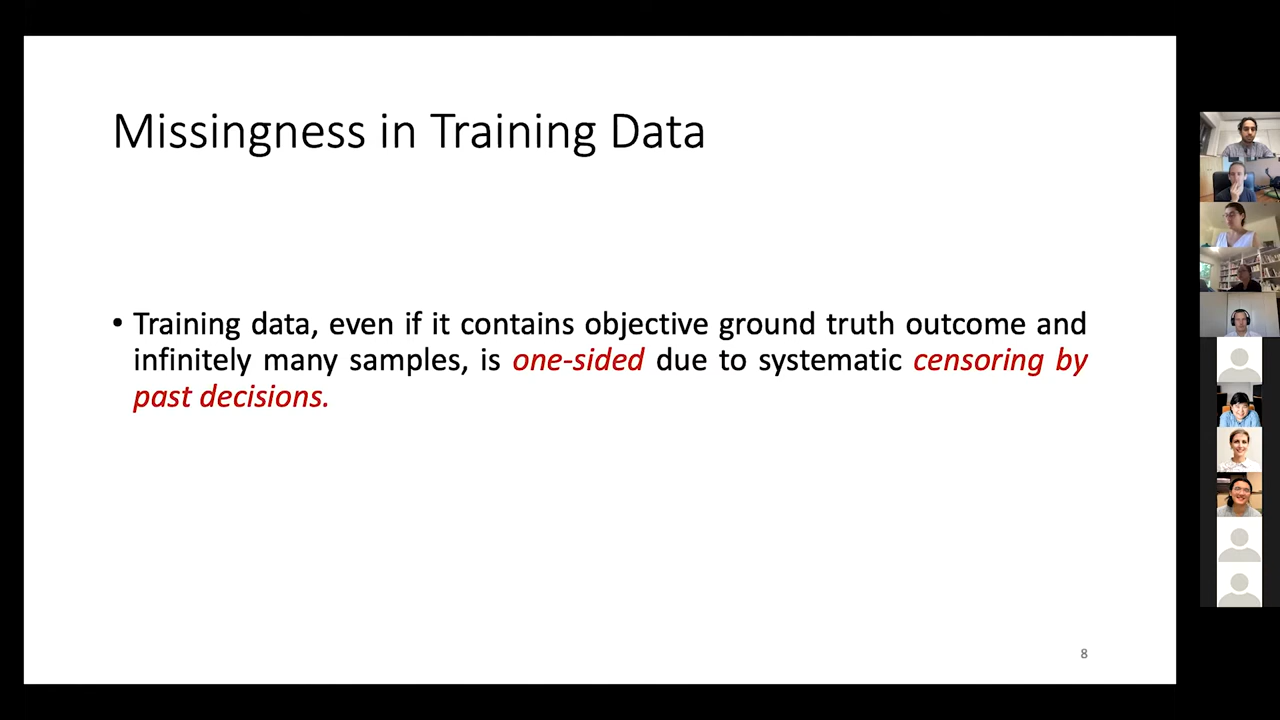 Missingness in Training Data
• Training data, even if it contains objective ground truth outcome and
infinitely many samples, is one-sided due to systematic censoring by
past decisions.
8